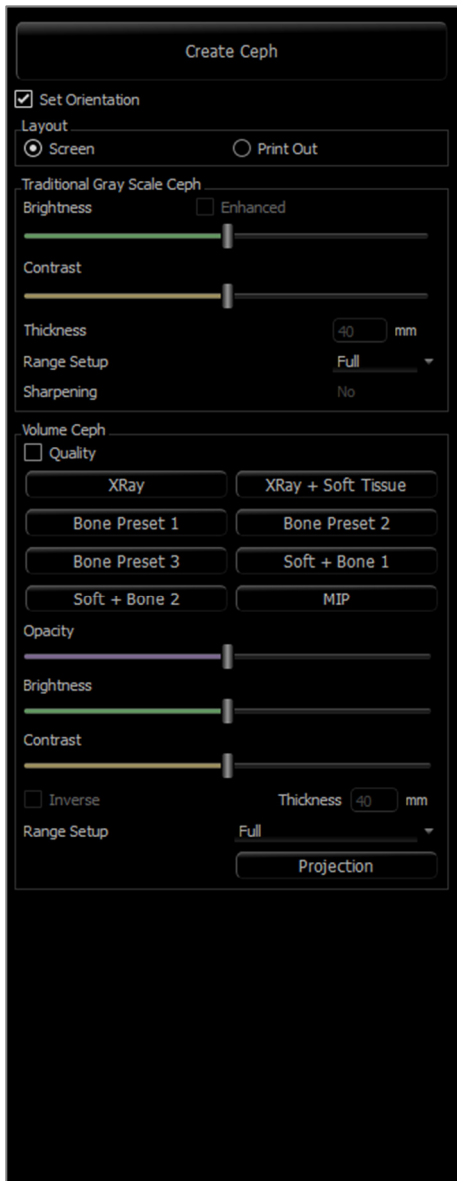 Create Ceph
Set Orientation
Layout
Screen Print Out
Traditional Gray Scale Ceph
Brightness Enhanced
Contrast
Thickness 40 mm
Range Setup Full
Sharpening No
Volume Ceph
Quality
XRay XRay + Soft Tissue
Bone Preset 1 Bone Preset 2
Bone Preset 3 Soft + Bone 1
Soft + Bone 2 MIP
Opacity
Brightness
Contrast
Inverse Thickness 40 mm
Range Setup Full
Projection